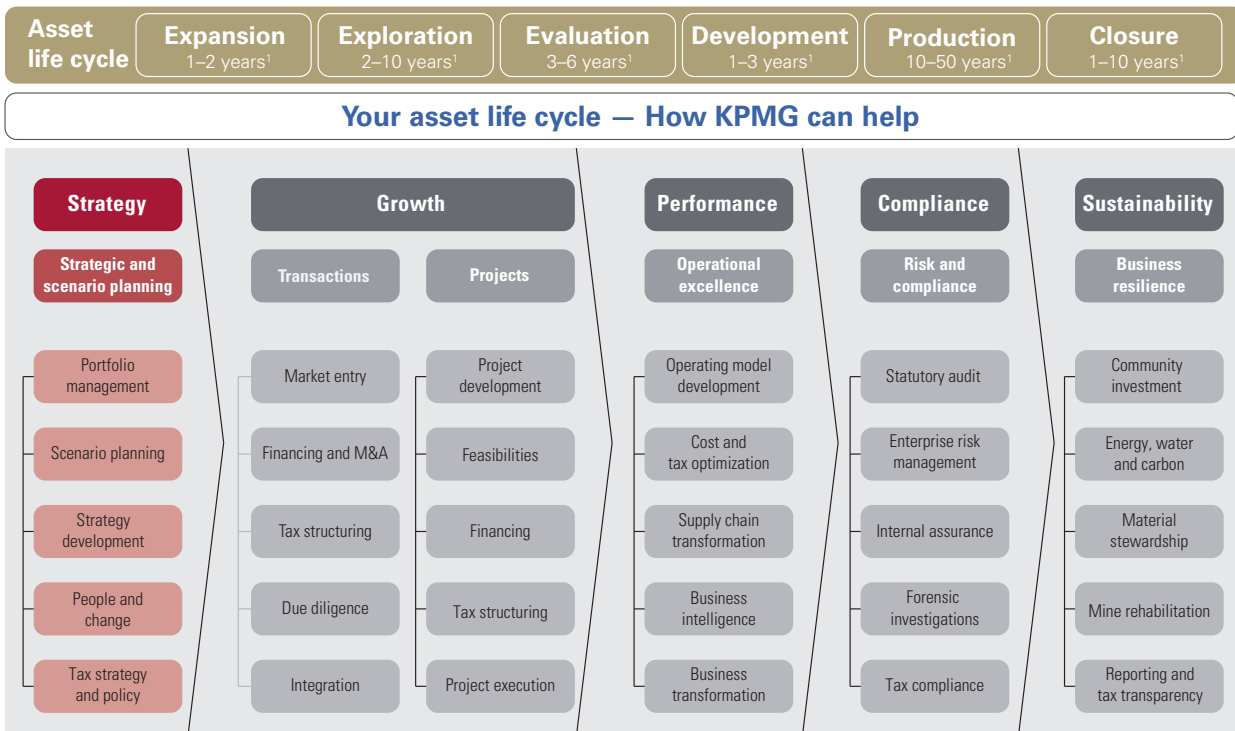 Asset
life cycle
Expansion
1–2 years¹
Exploration
2–10 years¹
Evaluation
3–6 years¹
Development
1–3 years¹
Production
10–50 years¹
Closure
1–10 years¹
Your asset life cycle — How KPMG can help
Strategy
Strategic and
scenario planning
Portfolio
management
Scenario planning
Strategy
development
People and
change
Tax strategy
and policy
Growth
Transactions
Market entry
Financing and M&A
Tax structuring
Due diligence
Integration
Projects
Project
development
Feasibilities
Financing
Tax structuring
Project execution
Performance
Operational
excellence
Operating model
development
Cost and
tax optimization
Supply chain
transformation
Business
intelligence
Business
transformation
Compliance
Risk and
compliance
Statutory audit
Enterprise risk
management
Internal assurance
Forensic
investigations
Tax compliance
Sustainability
Business
resilience
Community
investment
Energy, water
and carbon
Material
stewardship
Mine rehabilitation
Reporting and
tax transparency